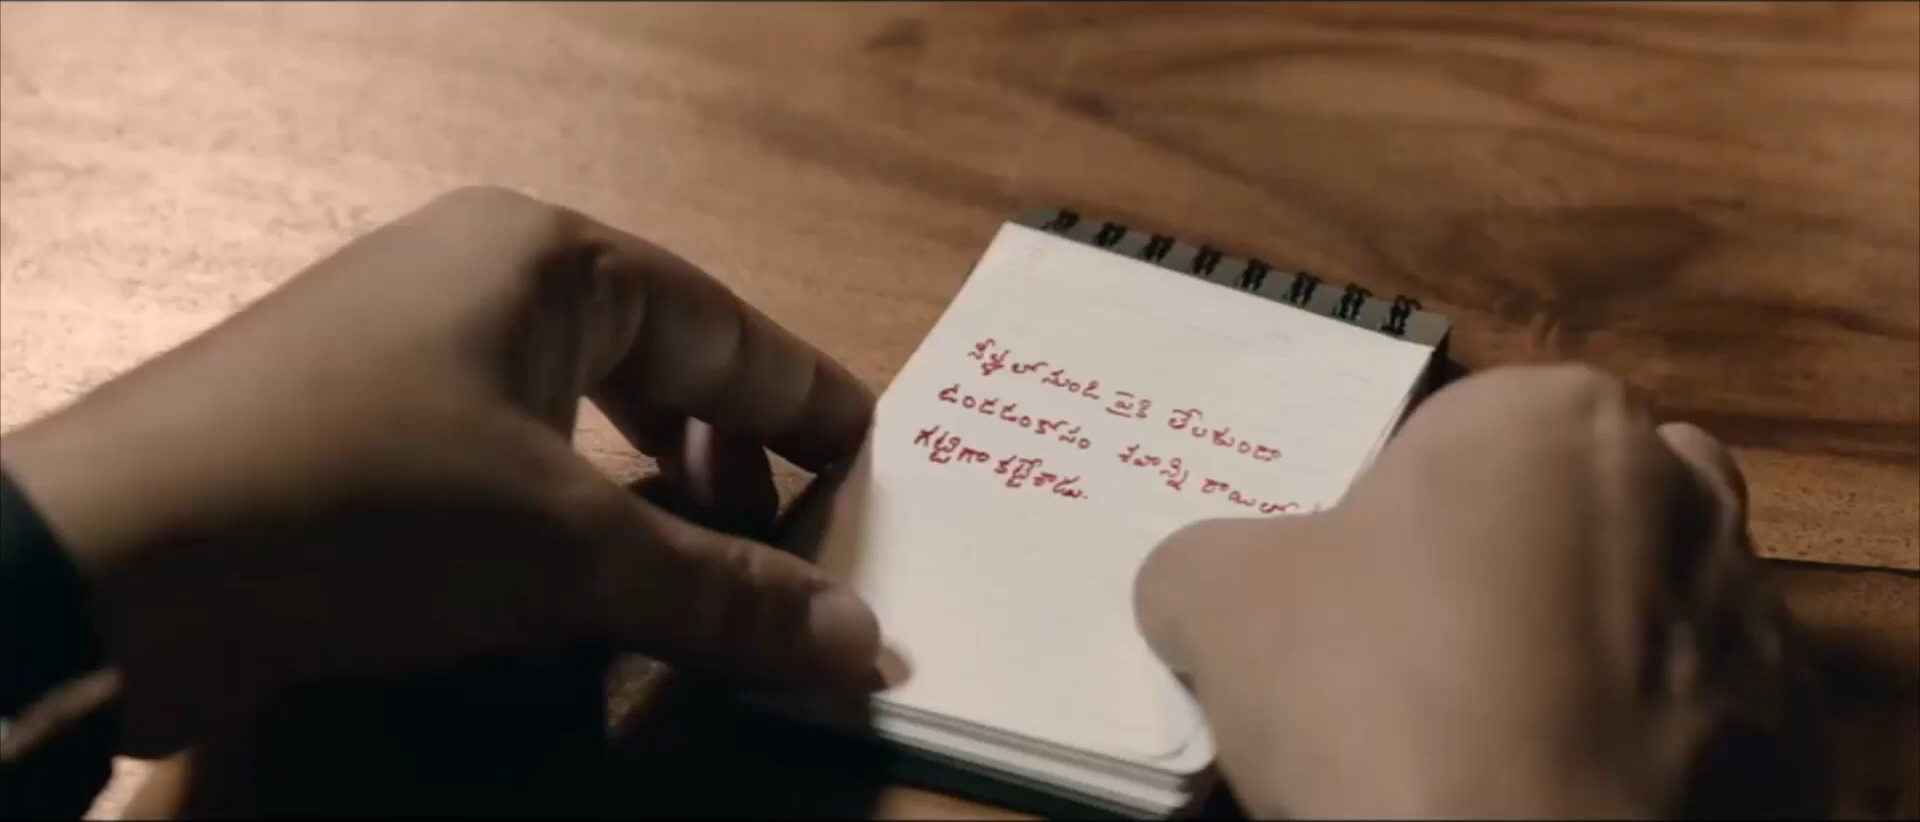 నీళ్ళలో నుండి పైకి తేలకుండా
ఉండడంకోసం శవాన్ని రాయితో
గట్టిగా కట్టేశాడు.